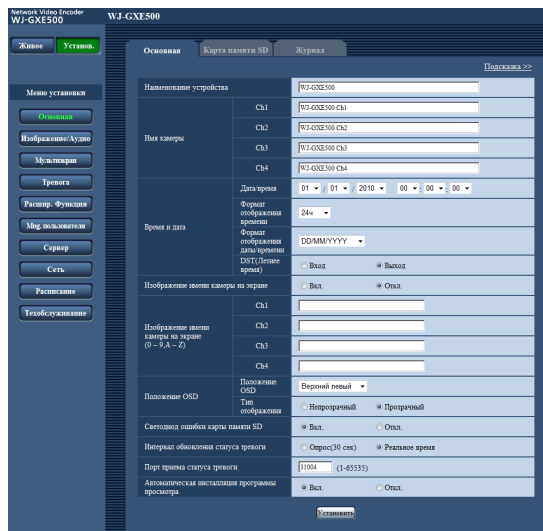 Network Video Encoder
WJ-GXE500
WJ-GXE500
Живое
Установ.
Основная
Карта памяти SD
Журнал
Подсказка >>
Меню установки
Основная
Изображение/Аудио
Мультиэкран
Тревога
Расшир. Функция
Mng. пользователя
Сервер
Сеть
Расписание
Техобслуживание
Наименование устройства
WJ-GXE500
Имя камеры
Ch1
WJ-GXE500 Ch1
Ch2
WJ-GXE500 Ch2
Ch3
WJ-GXE500 Ch3
Ch4
WJ-GXE500 Ch4
Время и дата
Дата/время
01 / 01 / 2010 00 : 00 : 00
Формат
отображения
времени
24ч
Формат
отображения
даты/времени
DD/MM/YYYY
DST(Летнее
время)
Вход
Выход
Изображение имени камеры на экране
Вкл.
Откл.
Изображение имени
камеры на экране
(0 – 9,A – Z)
Ch1
Ch2
Ch3
Ch4
Положение OSD
Положение
OSD
Верхний левый
Тип
отображения
Непрозрачный
Прозрачный
Светодиод ошибки карты памяти SD
Вкл.
Откл.
Интервал обновления статуса тревоги
Опрос(30 сек)
Реальное время
Порт приема статуса тревоги
31004 (1-65535)
Автоматическая инсталляция программы
просмотра
Вкл.
Откл.
Установить